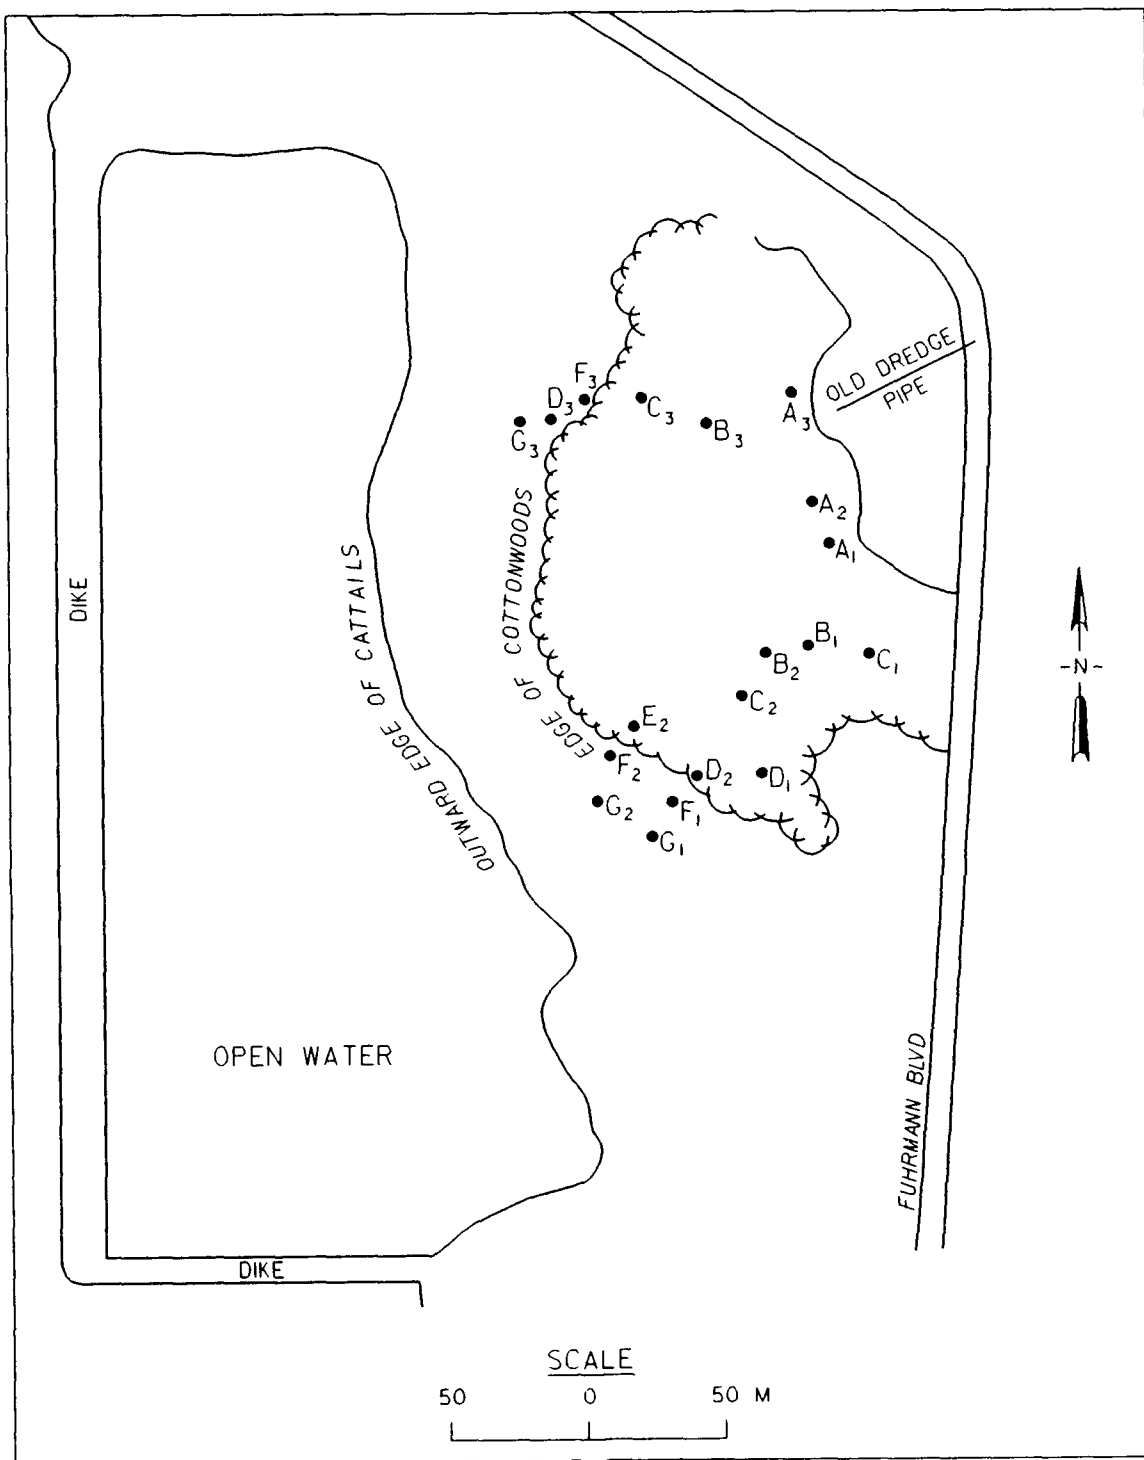 OLD DREDGE
PIPE
F3
D3
G3
C3
B3
A3
A2
A1
EDGE OF COTTONWOODS
OUTWARD EDGE OF CATTAILS
DIKE
B1
B2
C1
-N-
C2
E2
F2
D2
D1
G2
F1
G1
OPEN WATER
FUHRMANN BLVD
DIKE
SCALE
50 0 50 M